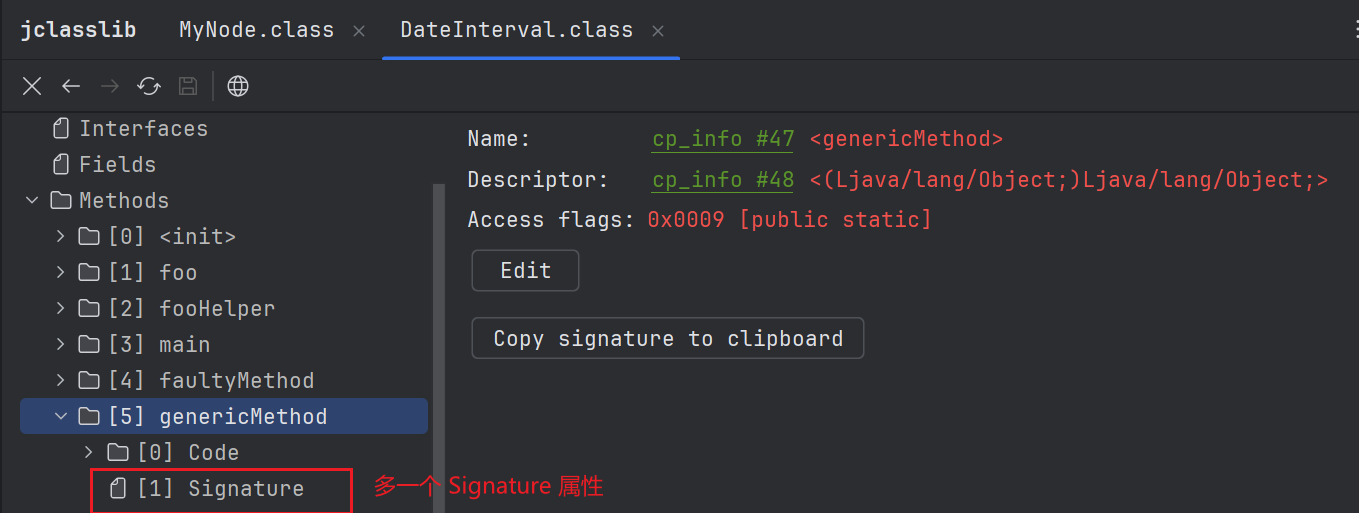 jclasslib MyNode.class × DateInterval.class ×
Interfaces
Fields
Methods
[0] <init>
[1] foo
[2] fooHelper
[3] main
[4] faultyMethod
[5] genericMethod
[0] Code
[1] Signature
多一个 Signature 属性
Name: cp_info #47 <genericMethod>
Descriptor: cp_info #48 <(Ljava/lang/Object;)Ljava/lang/Object;>
Access flags: 0x0009 [public static]
Edit
Copy signature to clipboard